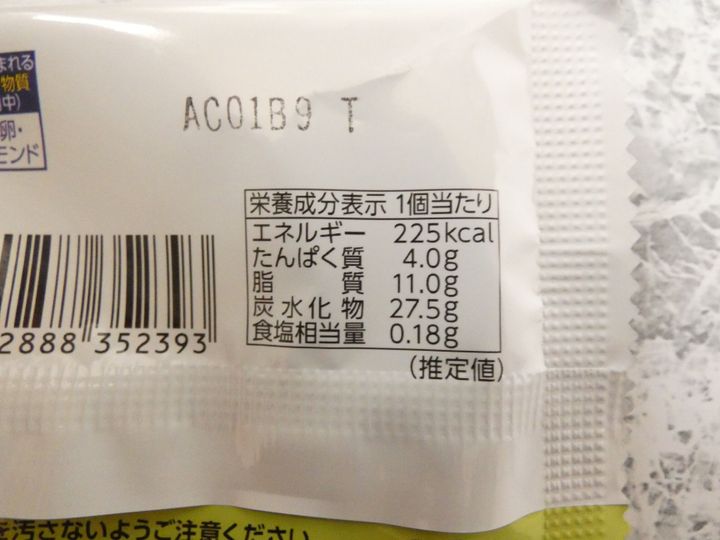 まれる
物質
中)
卵・
モンド
AC01B9 T
栄養成分表示 1個当たり
エネルギー 225kcal
たんぱく質 4.0g
脂質 11.0g
炭水化物 27.5g
食塩相当量 0.18g
(推定値)
2888 352393
を汚さないようご注意ください